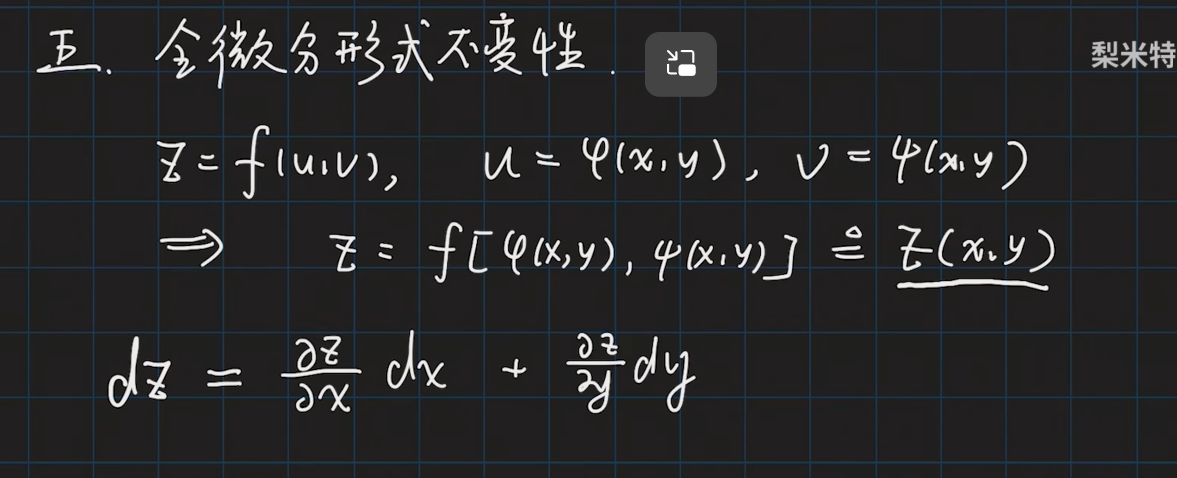 五. 全微分形式不变性.
梨米特
z = f(u,v), u = φ(x,y), v = ψ(x,y)
⟹ z = f[φ(x,y), ψ(x,y)] ≙ z(x,y)
dz = ∂z/∂x dx + ∂z/∂y dy